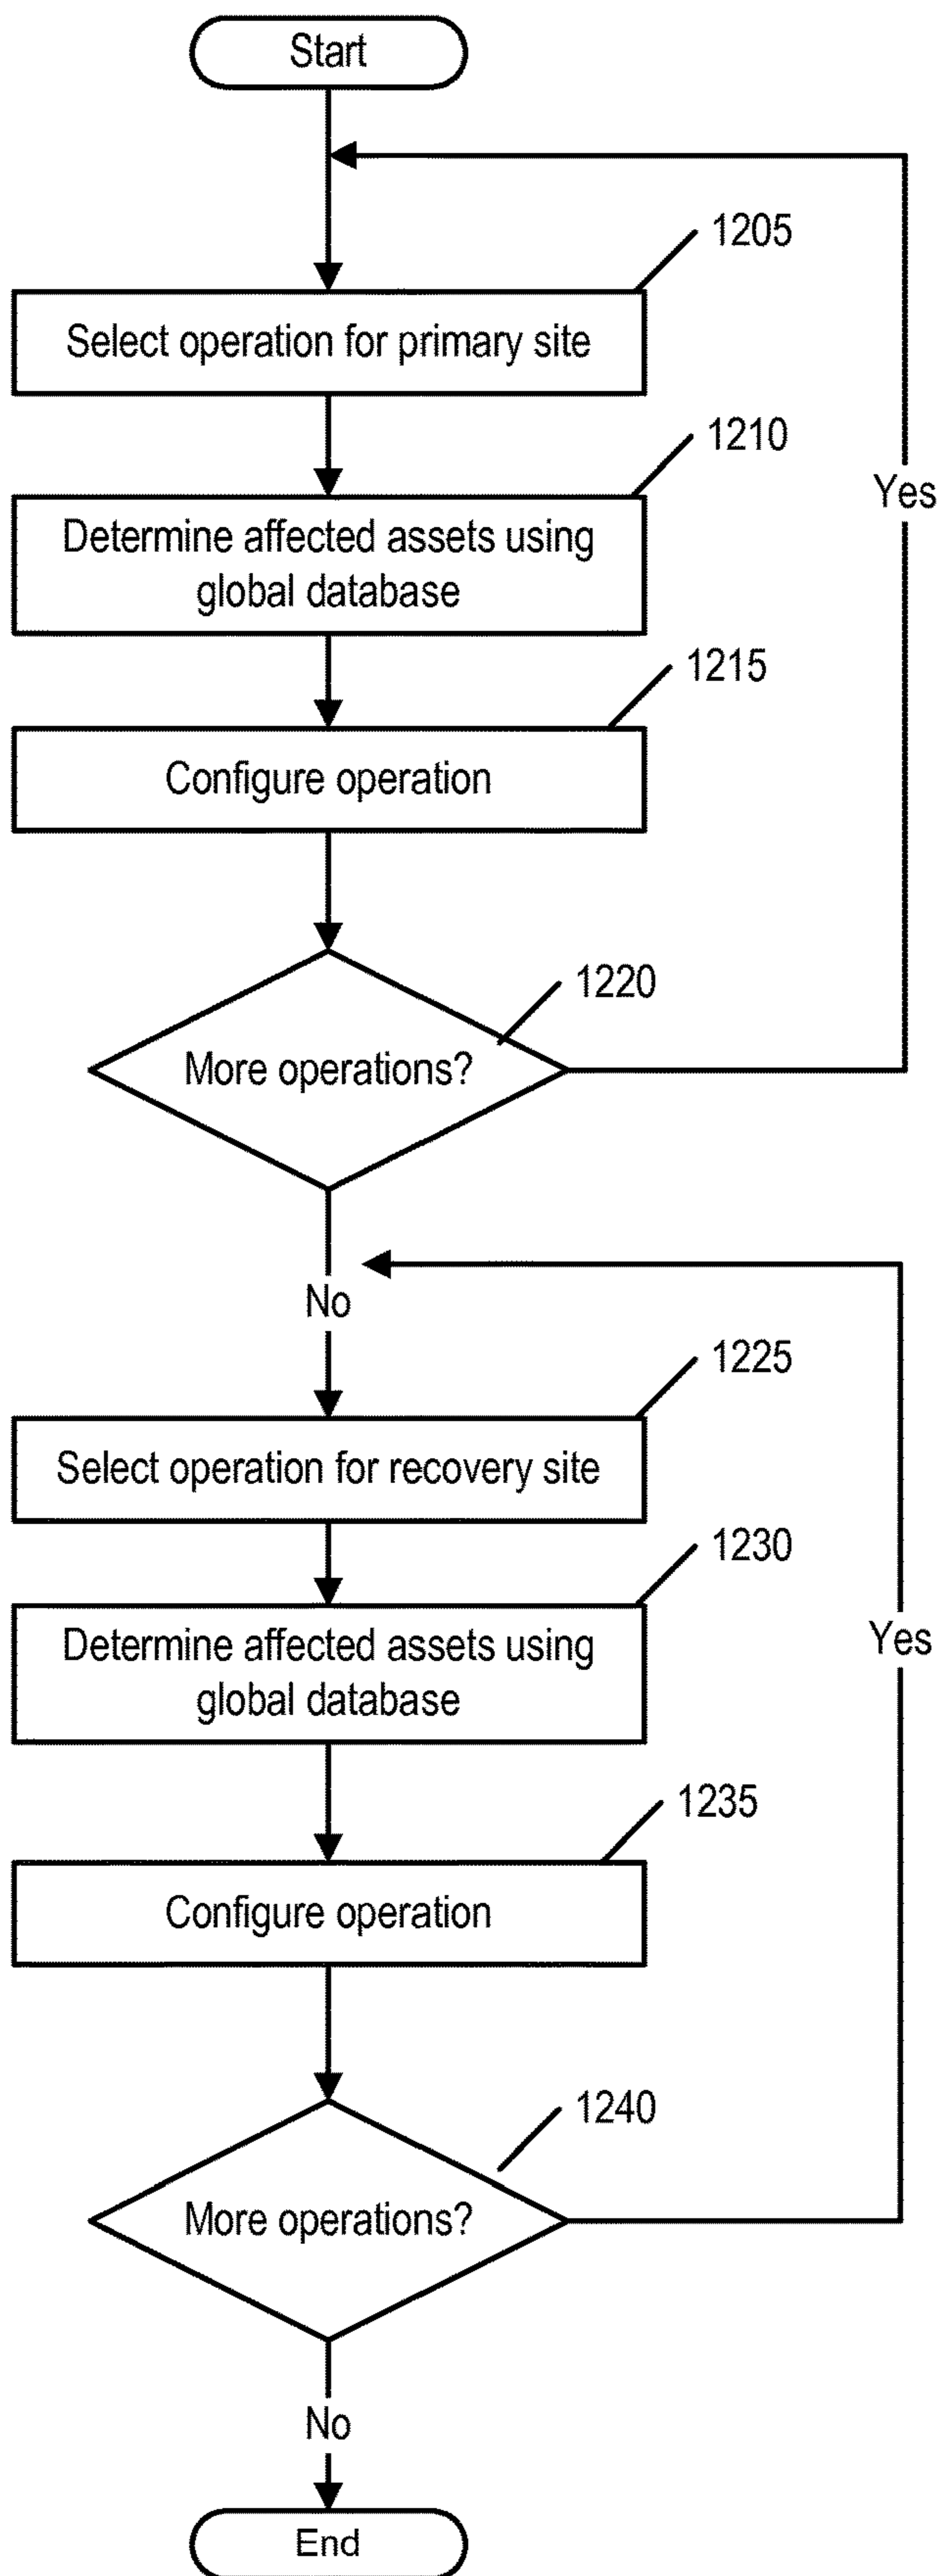 Start
1205
Select operation for primary site
1210
Determine affected assets using
global database
Yes
1215
Configure operation
1220
More operations?
No
1225
Select operation for recovery site
1230
Determine affected assets using
global database
Yes
1235
Configure operation
1240
More operations?
No
End